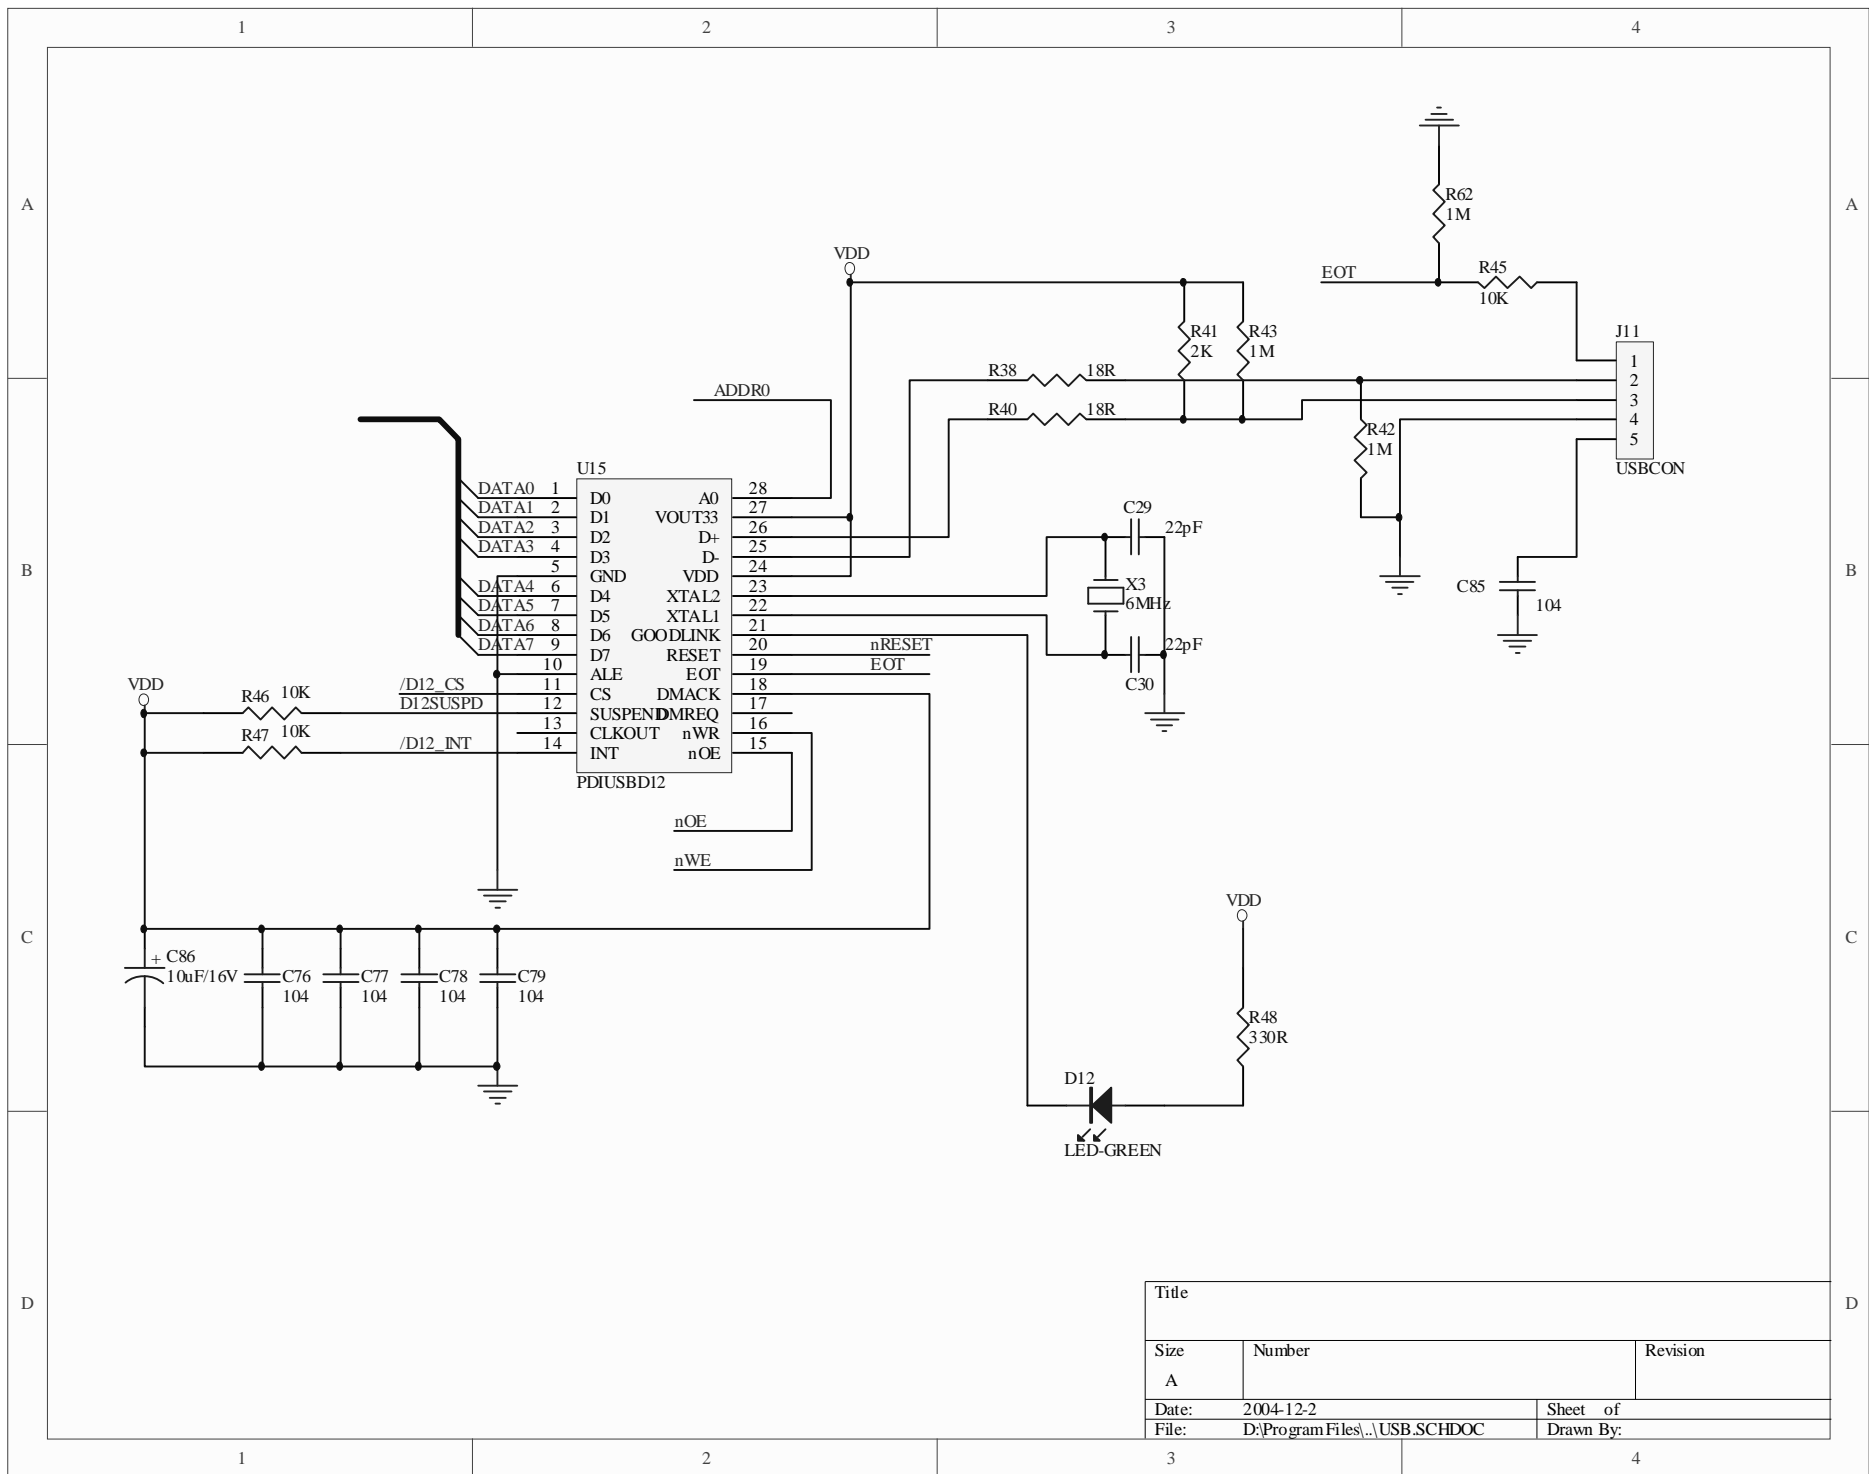 1 2 3 4
A A
R62
1M
VDD
EOT R45
10K
J11
R41 R43
2K 1M
1
R38 18R 2
ADDR0
3
R40 18R 4
R42
1M 5
U15 USBCON
DATA0 1 D0 A0 28
DATA1 2 D1 VOUT33 27
DATA2 3 D2 D+ 26
DATA3 4 D3 D- 25
5 GND VDD 24
DATA4 6 D4 XTAL2 23
DATA5 7 D5 XTAL1 22
DATA6 8 D6 GOODLINK 21
DATA7 9 D7 RESET 20 nRESET
10 ALE EOT 19 EOT
/D12_CS 11 CS DMACK 18
D12SUSPD 12 SUSPEND DMREQ 17
13 CLKOUT nWR 16
/D12_INT 14 INT nOE 15
PDIUSBD12
C29
22pF
X3
6MHz
22pF
C30
B B
C85
104
VDD
R46 10K
R47 10K
nOE
nWE
VDD
C C
+ C86
10uF/16V
C76
104
C77
104
C78
104
C79
104
R48
330R
D12
LED-GREEN
D D
Title
Size Number Revision
A
Date: 2004-12-2 Sheet of
File: D:\Program Files\..\USB.SCHDOC Drawn By:
1 2 3 4